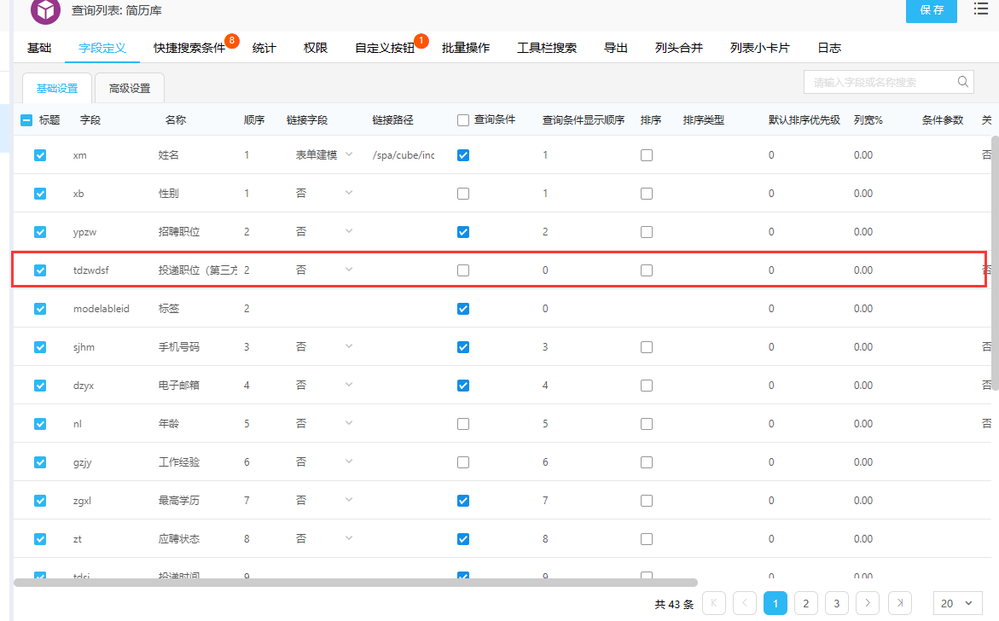 查询列表: 简历库
保 存
基础 字段定义 快捷搜索条件 8 统计 权限 自定义按钮 1 批量操作 工具栏搜索 导出 列头合并 列表小卡片 日志
基础设置 高级设置 请输入字段或名称搜索
标题 字段 名称 顺序 链接字段 链接路径 查询条件 查询条件显示顺序 排序 排序类型 默认排序优先级 列宽% 条件参数 关
xm 姓名 1 表单建模 /spa/cube/inc 1 0 0.00 否
xb 性别 1 否 1 0 0.00
ypzw 招聘职位 2 否 2 0 0.00
tdzwdsf 投递职位（第三方 2 否 0 0 0.00 否
modelableid 标签 2 0 0 0.00
sjhm 手机号码 3 否 3 0 0.00 否
dzyx 电子邮箱 4 否 4 0 0.00 否
nl 年龄 5 否 5 0 0.00 否
gzjy 工作经验 6 否 6 0 0.00
zgxl 最高学历 7 否 7 0 0.00
zt 应聘状态 8 否 8 0 0.00
tdsj 投递时间 9 9 0 0.00
共 43 条 1 2 3 20